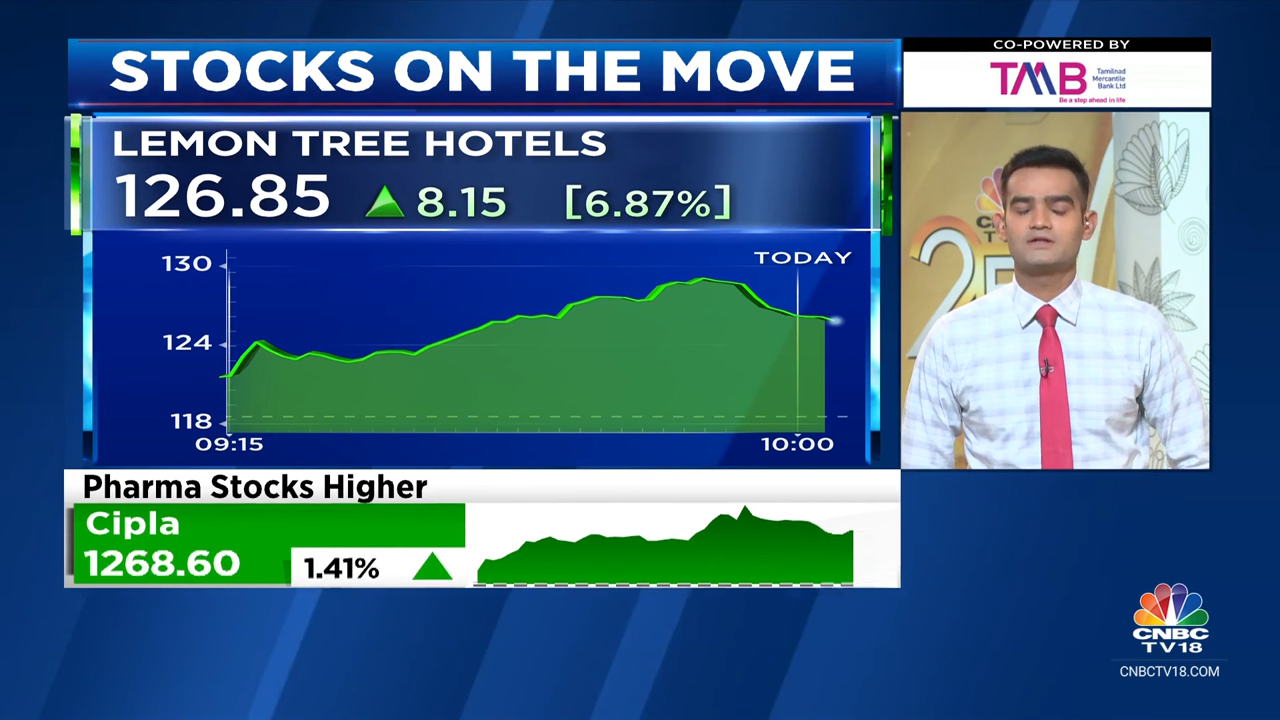 STOCKS ON THE MOVE
CO-POWERED BY
TMB
Tamilnad
Mercantile
Bank Ltd
Be a step ahead in life
LEMON TREE HOTELS
126.85 ▲ 8.15 [6.87%]
TODAY
130
124
118
09:15 10:00
Pharma Stocks Higher
Cipla
1268.60 1.41% ▲
25
CNBC
TV18
CNBCTV18.COM